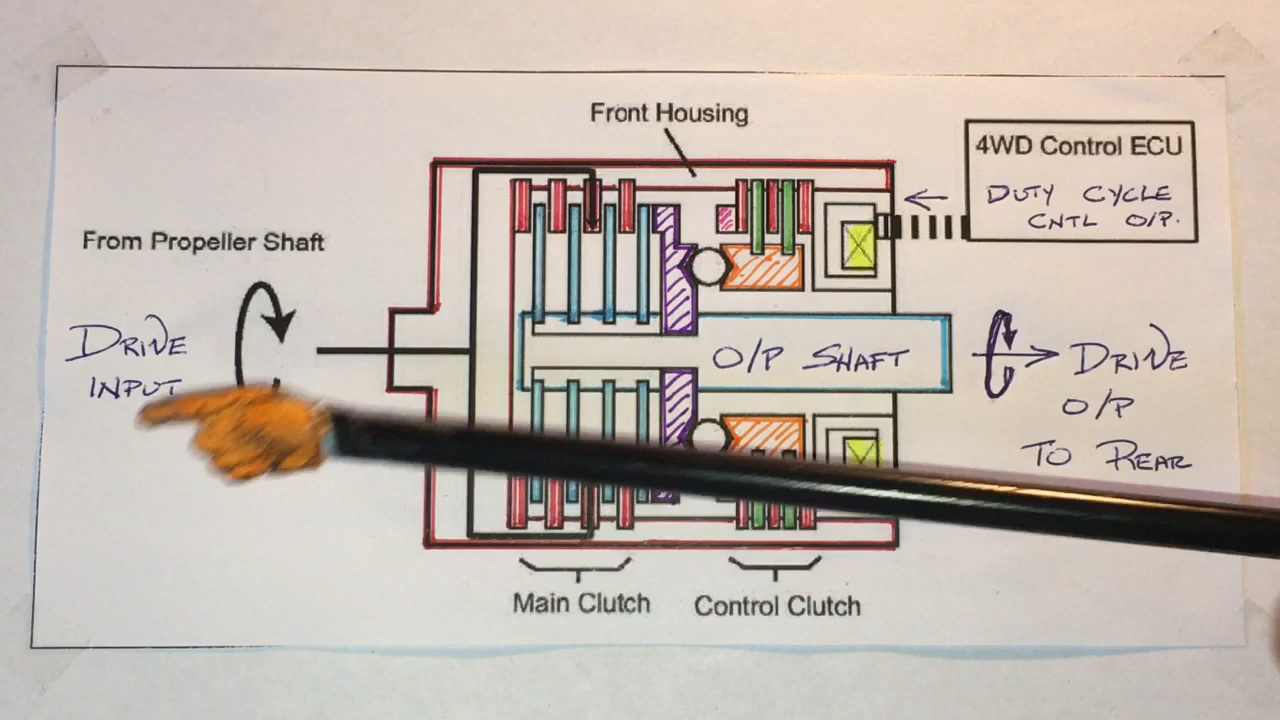 Front Housing
4WD Control ECU
DUTY CYCLE
CNTL O/P.
From Propeller Shaft
DRIVE
INPUT
O/P SHAFT
DRIVE
O/P
TO REAR
Main Clutch
Control Clutch